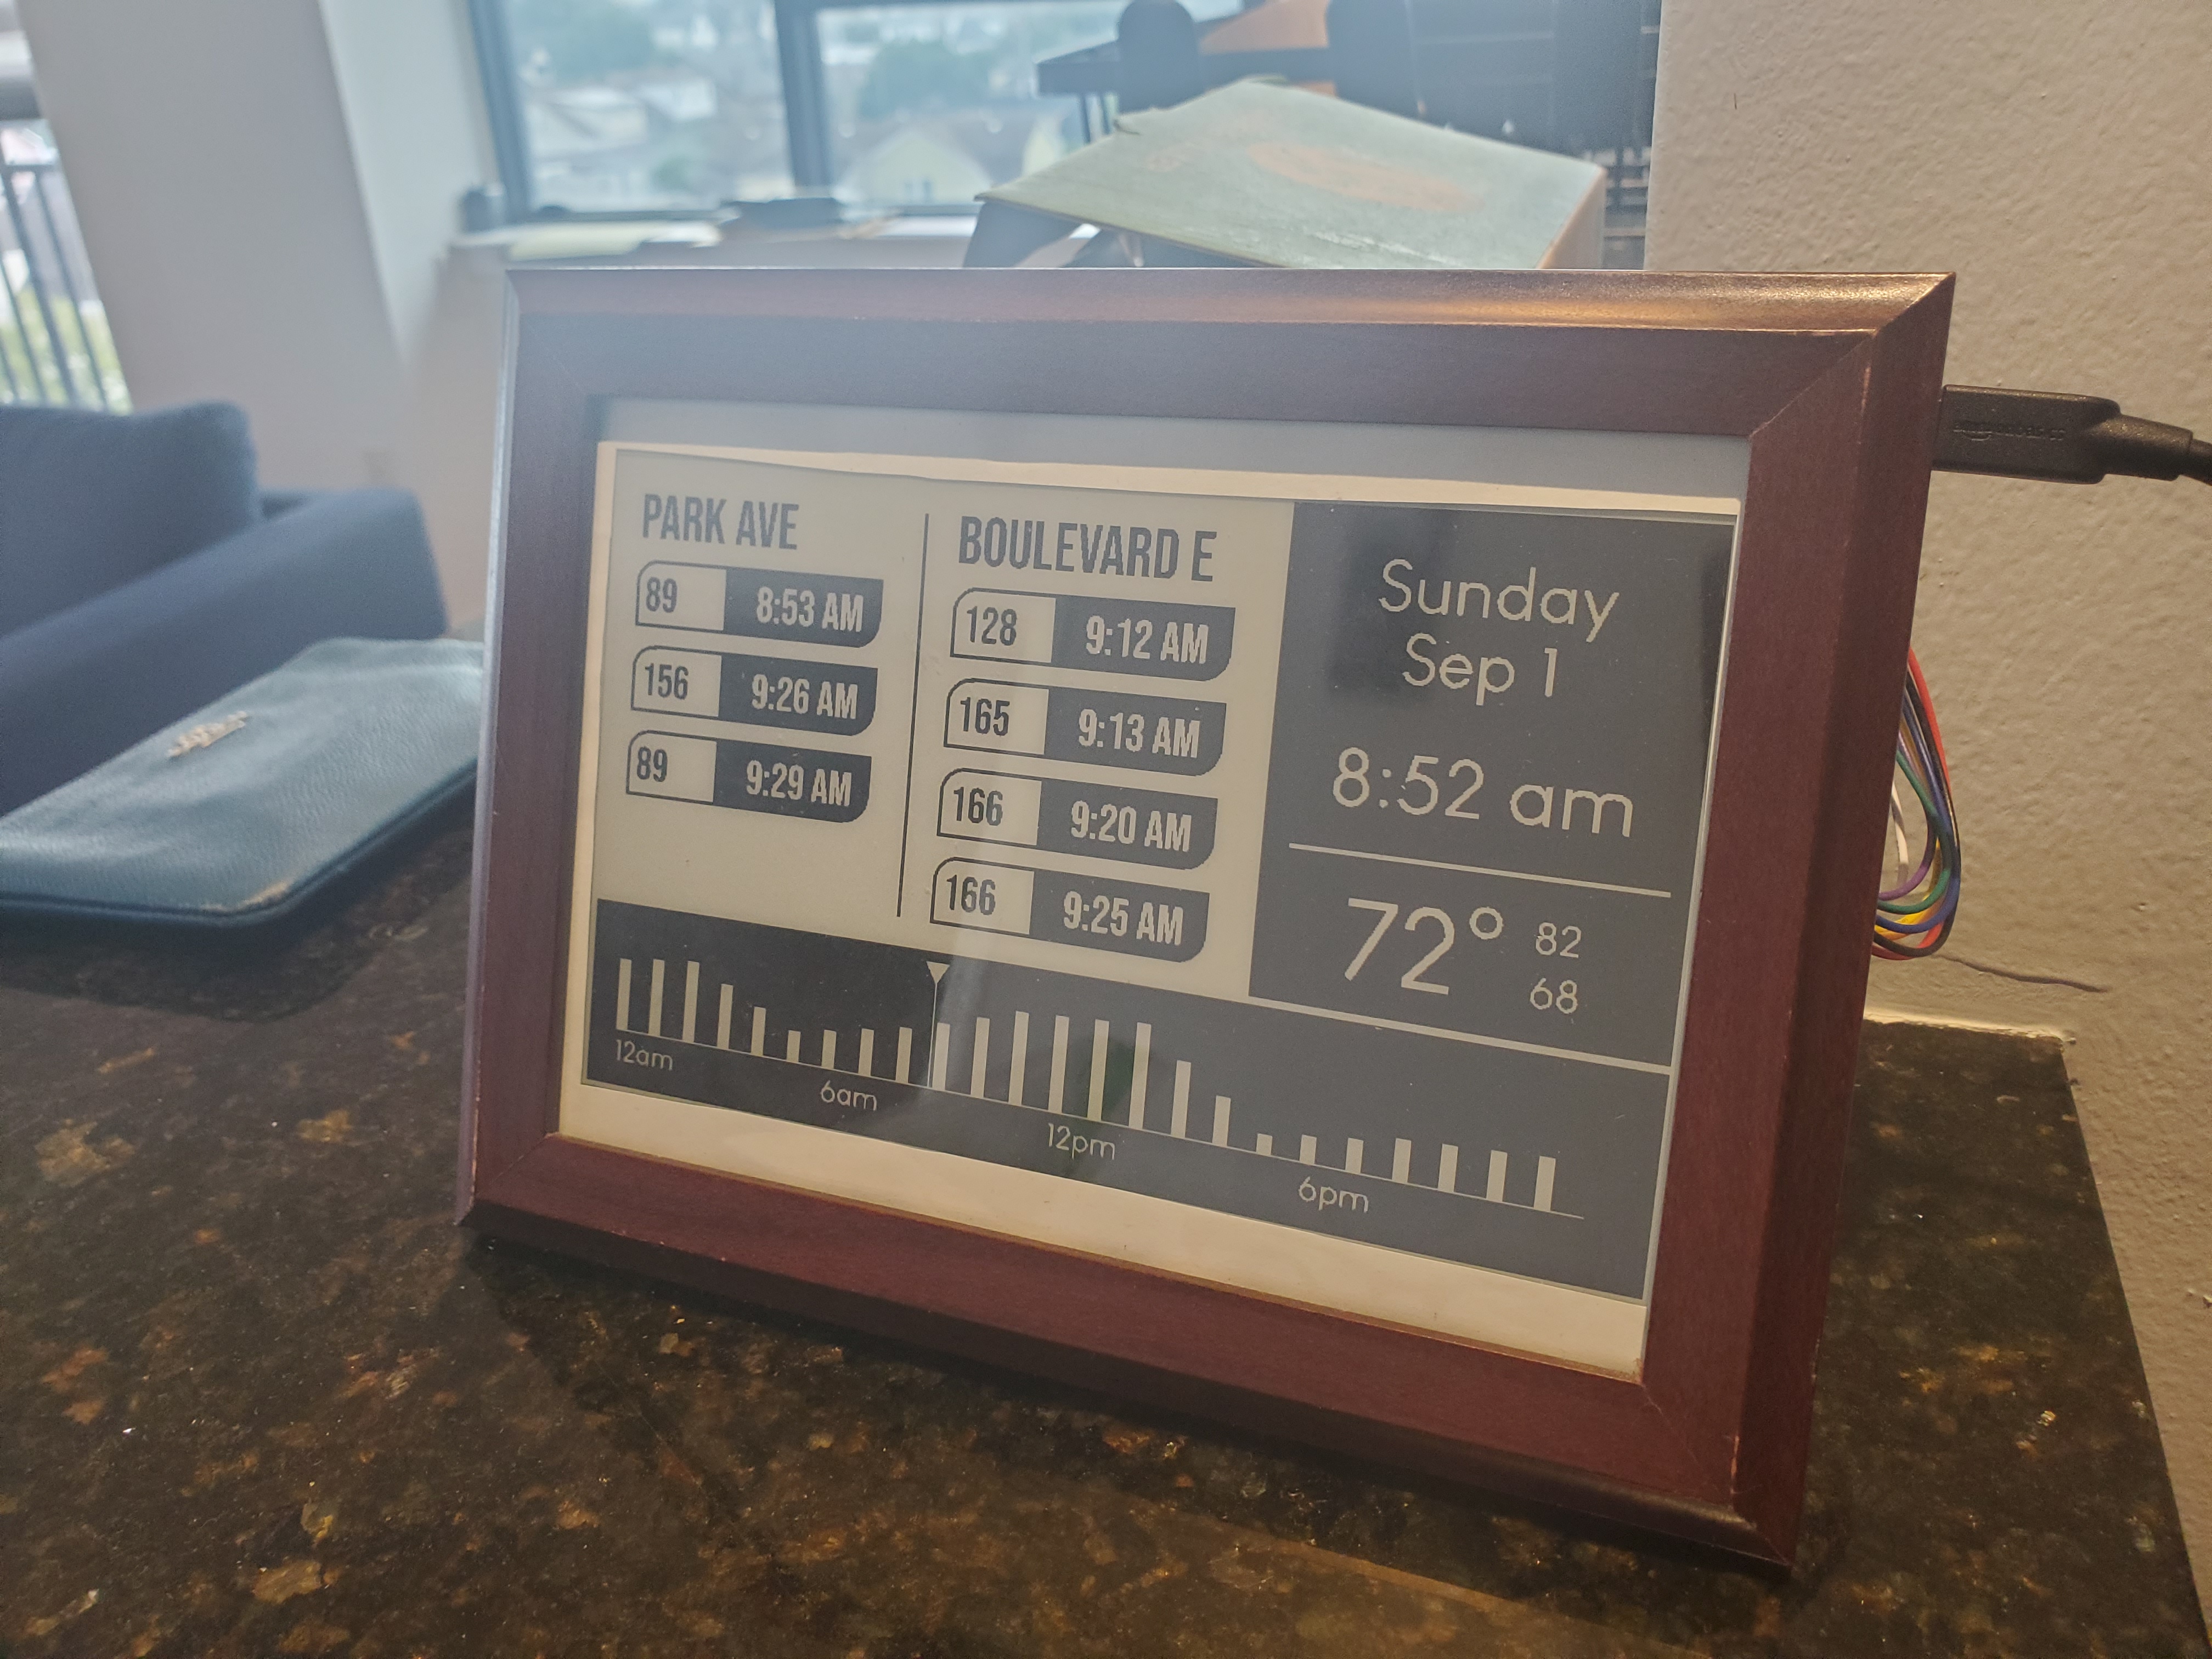 PARK AVE
89 8:53 AM
156 9:26 AM
89 9:29 AM
BOULEVARD E
128 9:12 AM
165 9:13 AM
166 9:20 AM
166 9:25 AM
Sunday
Sep 1
8:52 am
72° 82
68
12am 6am 12pm 6pm